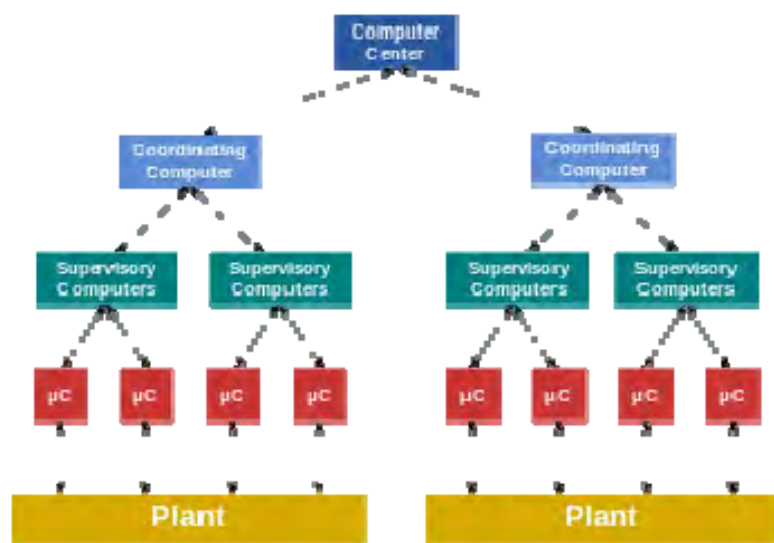 Computer
Center
Coordinating
Computer
Coordinating
Computer
Supervisory
Computers
Supervisory
Computers
Supervisory
Computers
Supervisory
Computers
µC
µC
µC
µC
µC
µC
µC
µC
Plant
Plant